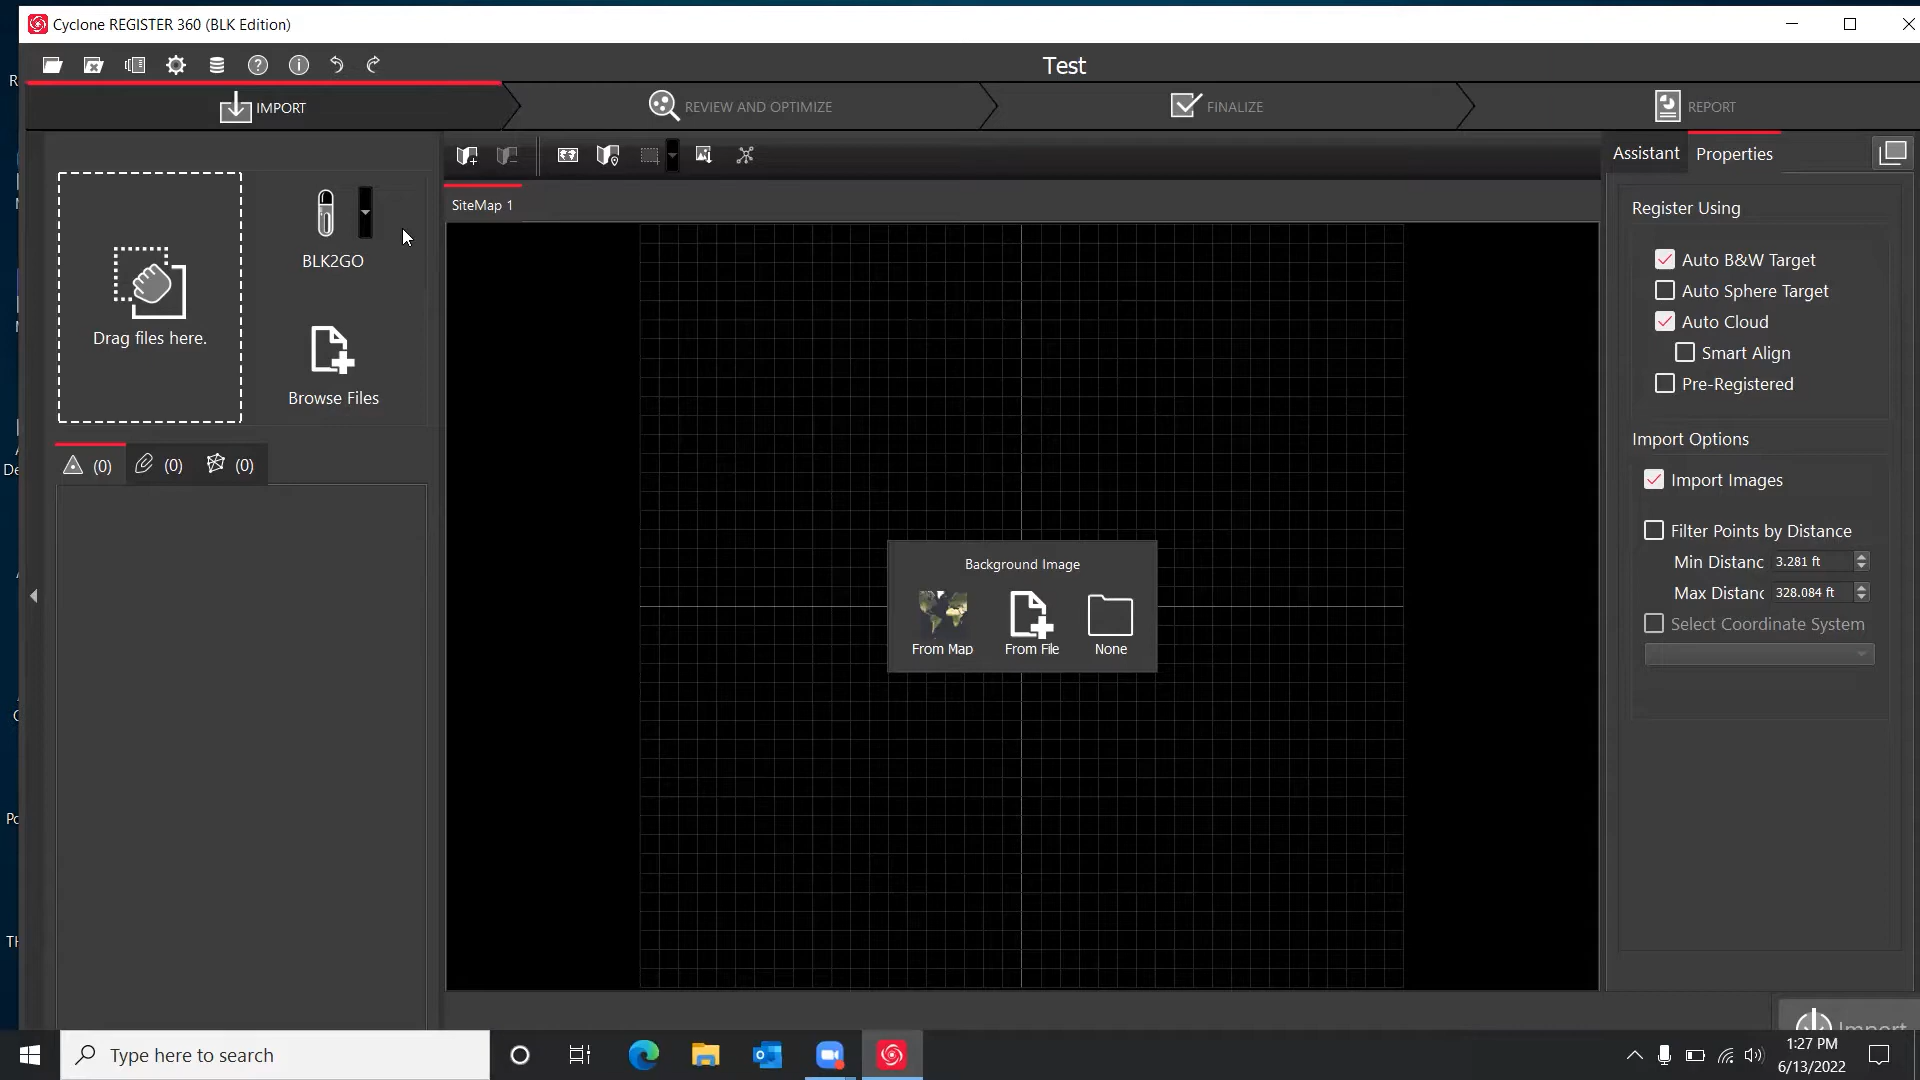 Cyclone REGISTER 360 (BLK Edition)
Test
IMPORT
REVIEW AND OPTIMIZE
FINALIZE
REPORT
Assistant
Properties
SiteMap 1
Drag files here.
BLK2GO
Browse Files
(0)
(0)
(0)
Background Image
From Map
From File
None
Register Using
Auto B&W Target
Auto Sphere Target
Auto Cloud
Smart Align
Pre-Registered
Import Options
Import Images
Filter Points by Distance
Min Distanc 3.281 ft
Max Distanc 328.084 ft
Select Coordinate System
Import
Type here to search
1:27 PM
6/13/2022